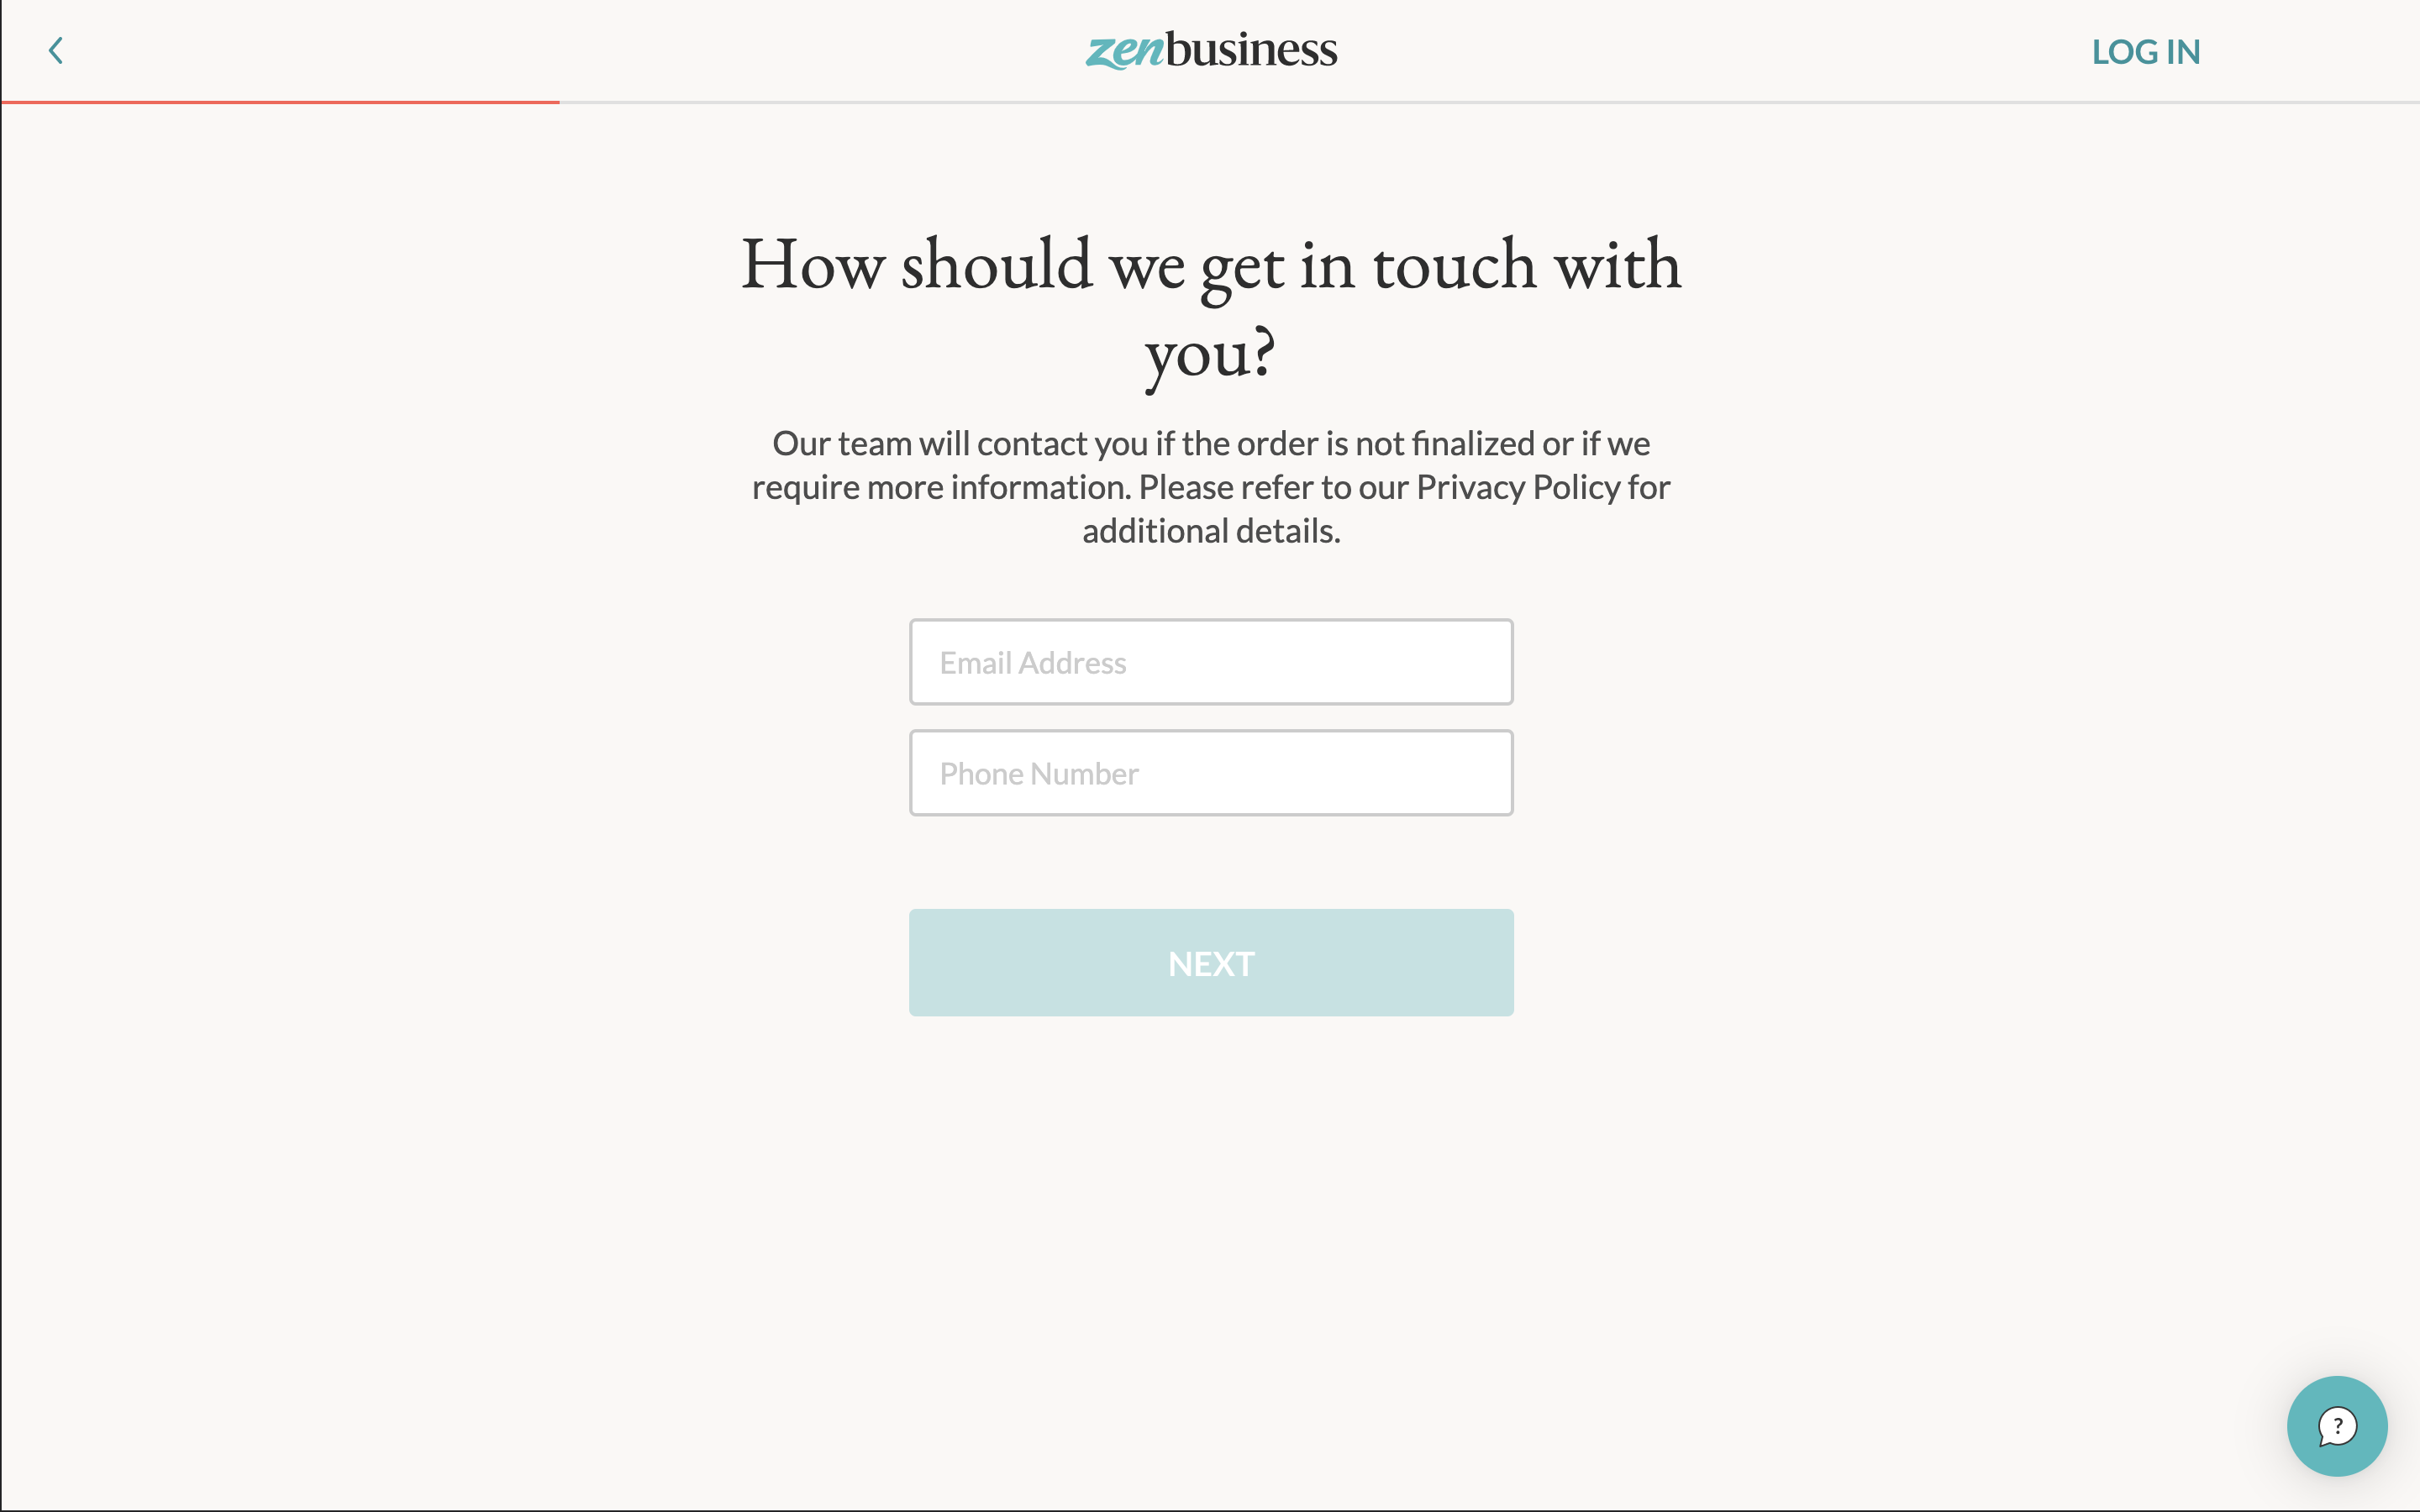 zenbusiness
LOG IN
How should we get in touch with
you?
Our team will contact you if the order is not finalized or if we
require more information. Please refer to our Privacy Policy for
additional details.
Email Address
Phone Number
NEXT
?